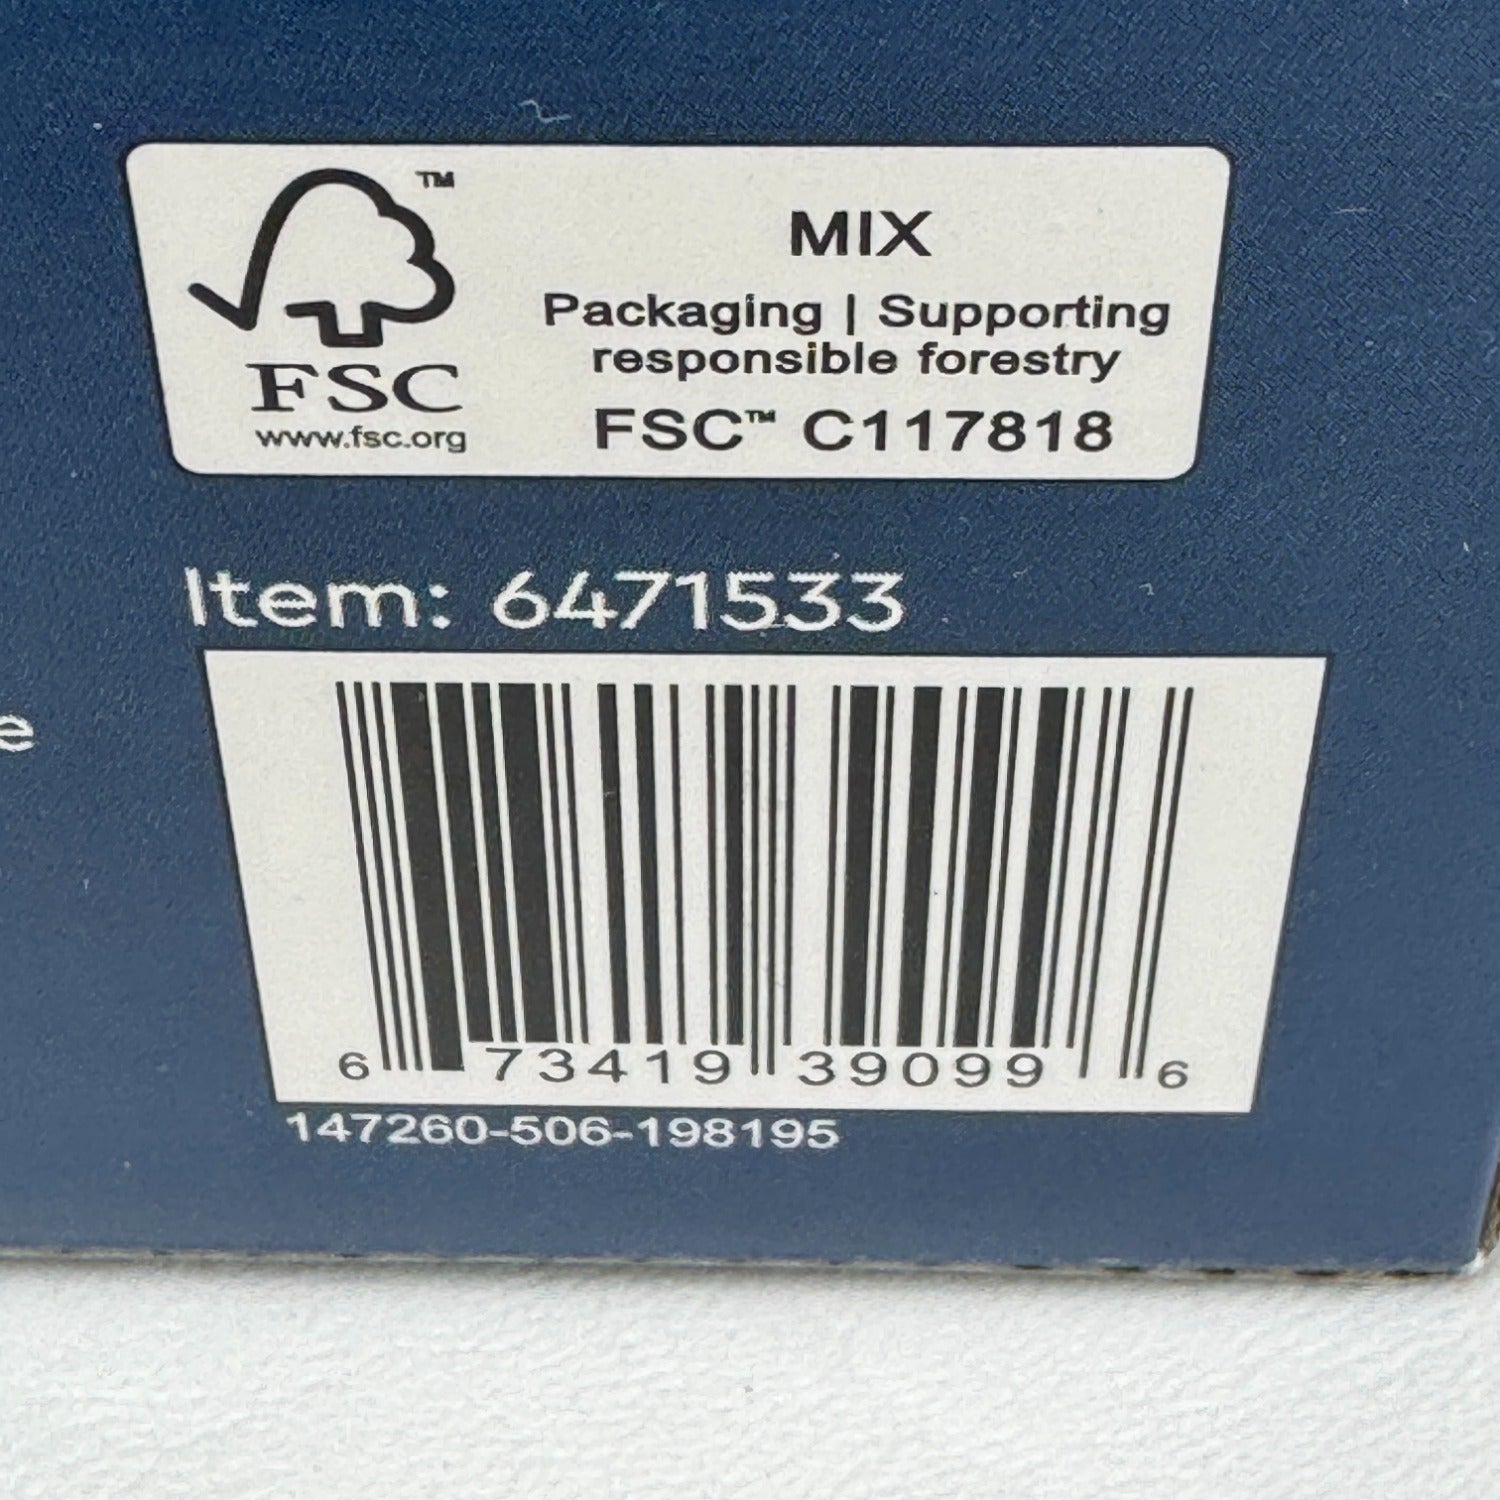 TM
MIX
Packaging | Supporting
responsible forestry
FSC
www.fsc.org
FSC™ C117818
Item: 6471533
e
6 73419 39099 6
147260-506-198195